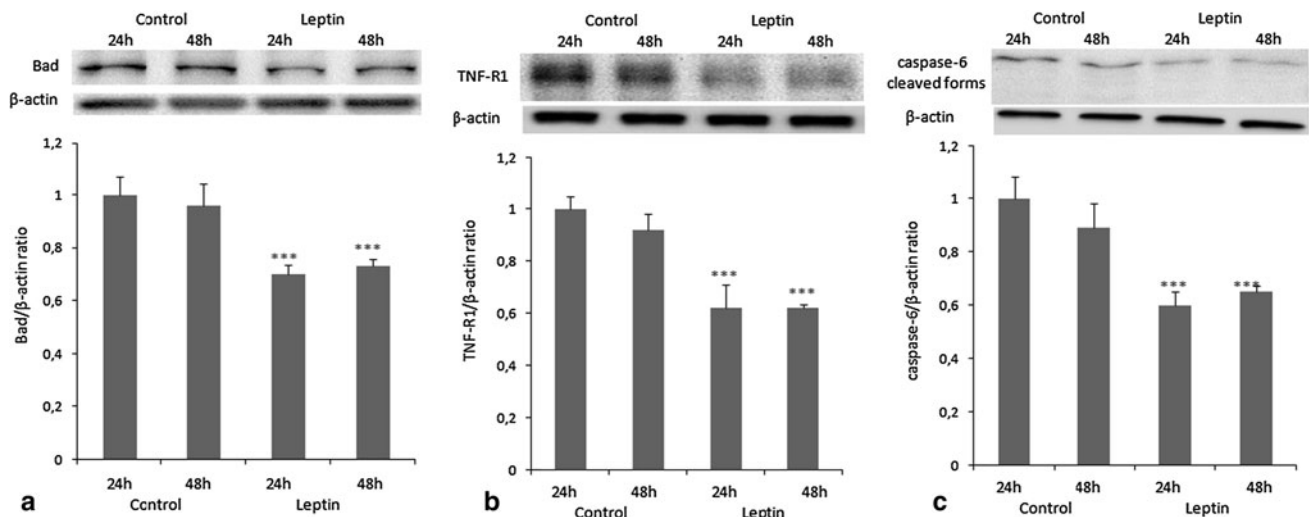 Control Leptin
24h 48h 24h 48h
Bad
β-actin
1,2
1
0,8
0,6
0,4
0,2
0
Bad/β-actin ratio
*** ***
24h 48h 24h 48h
Control Leptin
a
Control Leptin
24h 48h 24h 48h
TNF-R1
β-actin
1,2
1
0,8
0,6
0,4
0,2
0
TNF-R1/β-actin ratio
*** ***
24h 48h 24h 48h
Control Leptin
b
Control Leptin
24h 48h 24h 48h
caspase-6
cleaved forms
β-actin
1,2
1
0,8
0,6
0,4
0,2
0
caspase-6/β-actin ratio
*** ***
24h 48h 24h 48h
Control Leptin
c